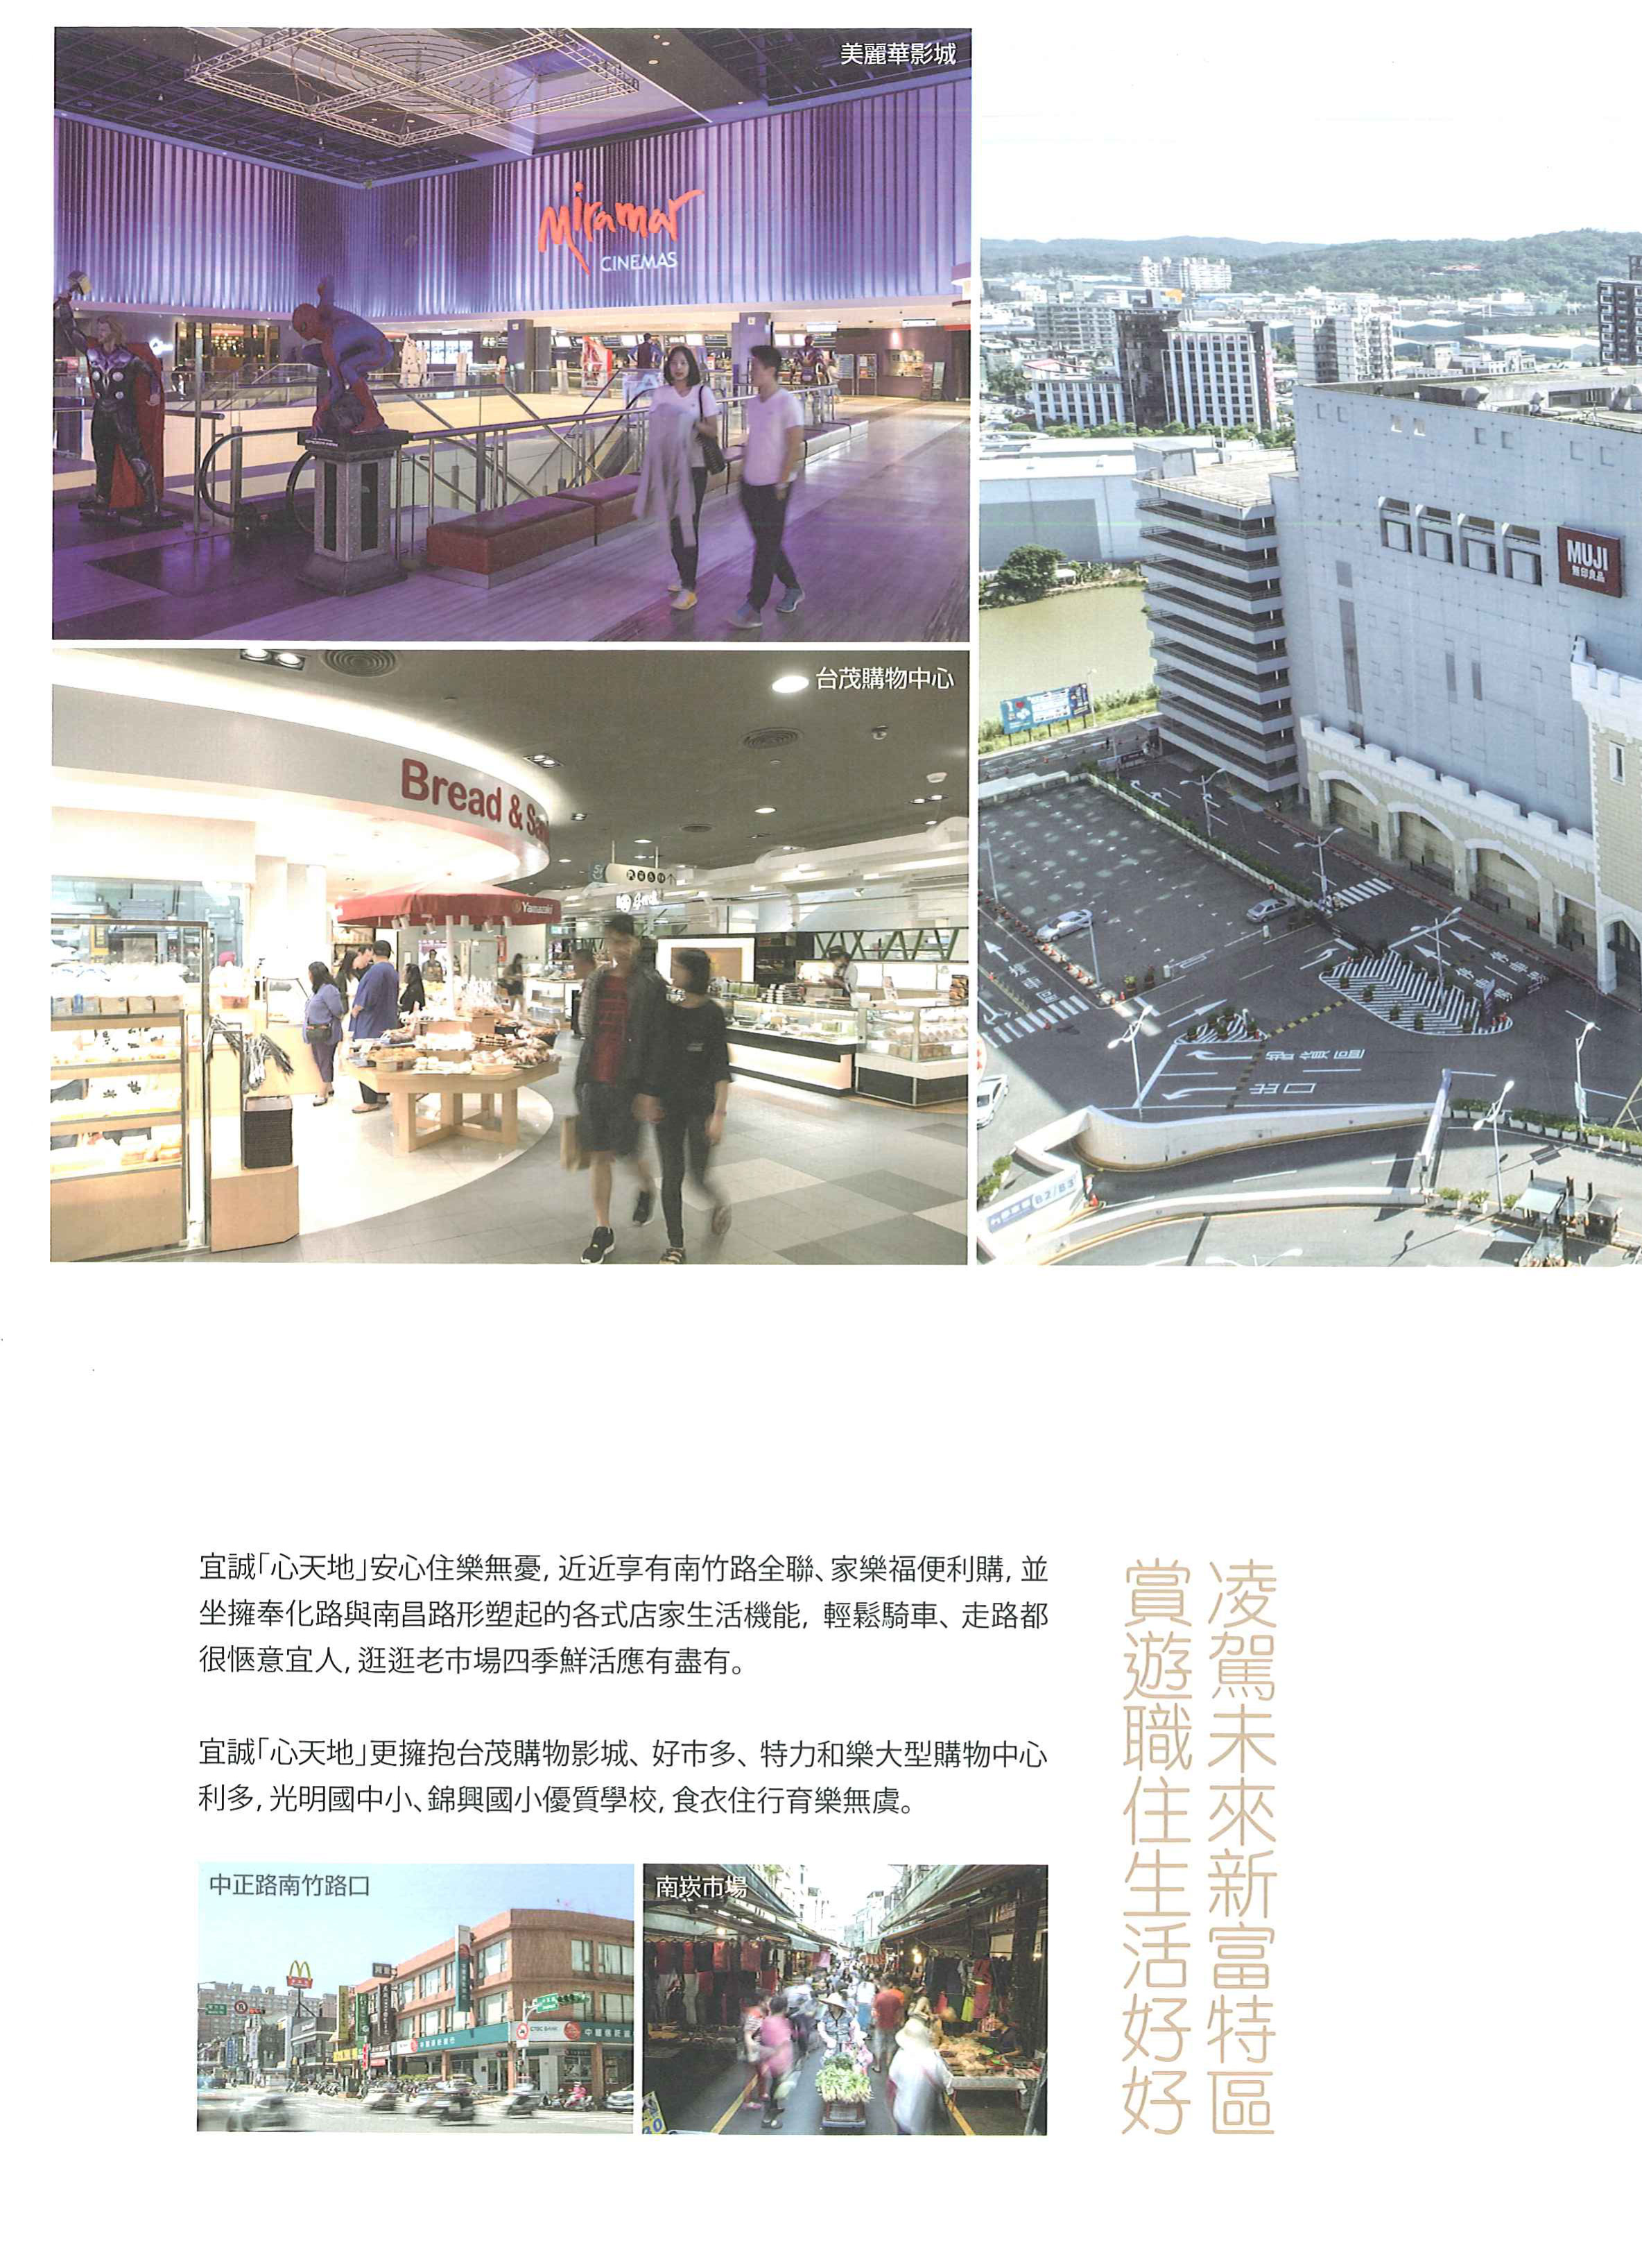 美麗華影城
Miramar
CINEMAS
台茂購物中心
Bread & San
Yamazaki
MUJI
無印良品
B2/B3
宜誠「心天地」安心住樂無憂, 近近享有南竹路全聯、家樂福便利購, 並
坐擁奉化路與南昌路形塑起的各式店家生活機能, 輕鬆騎車、走路都
很愜意宜人, 逛逛老市場四季鮮活應有盡有。
宜誠「心天地」更擁抱台茂購物影城、好市多、特力和樂大型購物中心
利多, 光明國中小、錦興國小優質學校, 食衣住行育樂無虞。
凌駕未來新富特區
賞遊職住生活好好
中正路南竹路口
CTBC BANK
南崁市場